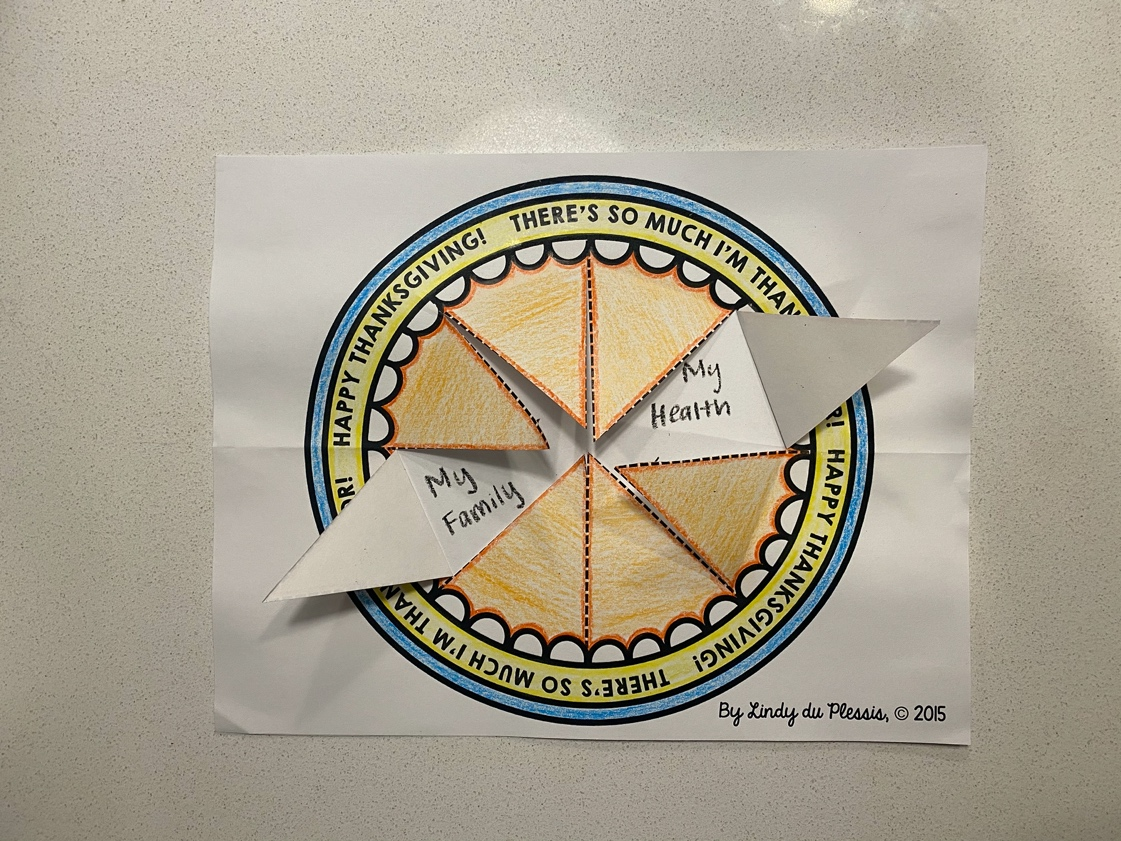 HAPPY THANKSGIVING! THERE'S SO MUCH I'M THAN
R! HAPPY THANKSGIVING!
THERE'S SO MUCH I'M THAN
OR!
My
Health
My
Family
By Lindy du Plessis, © 2015